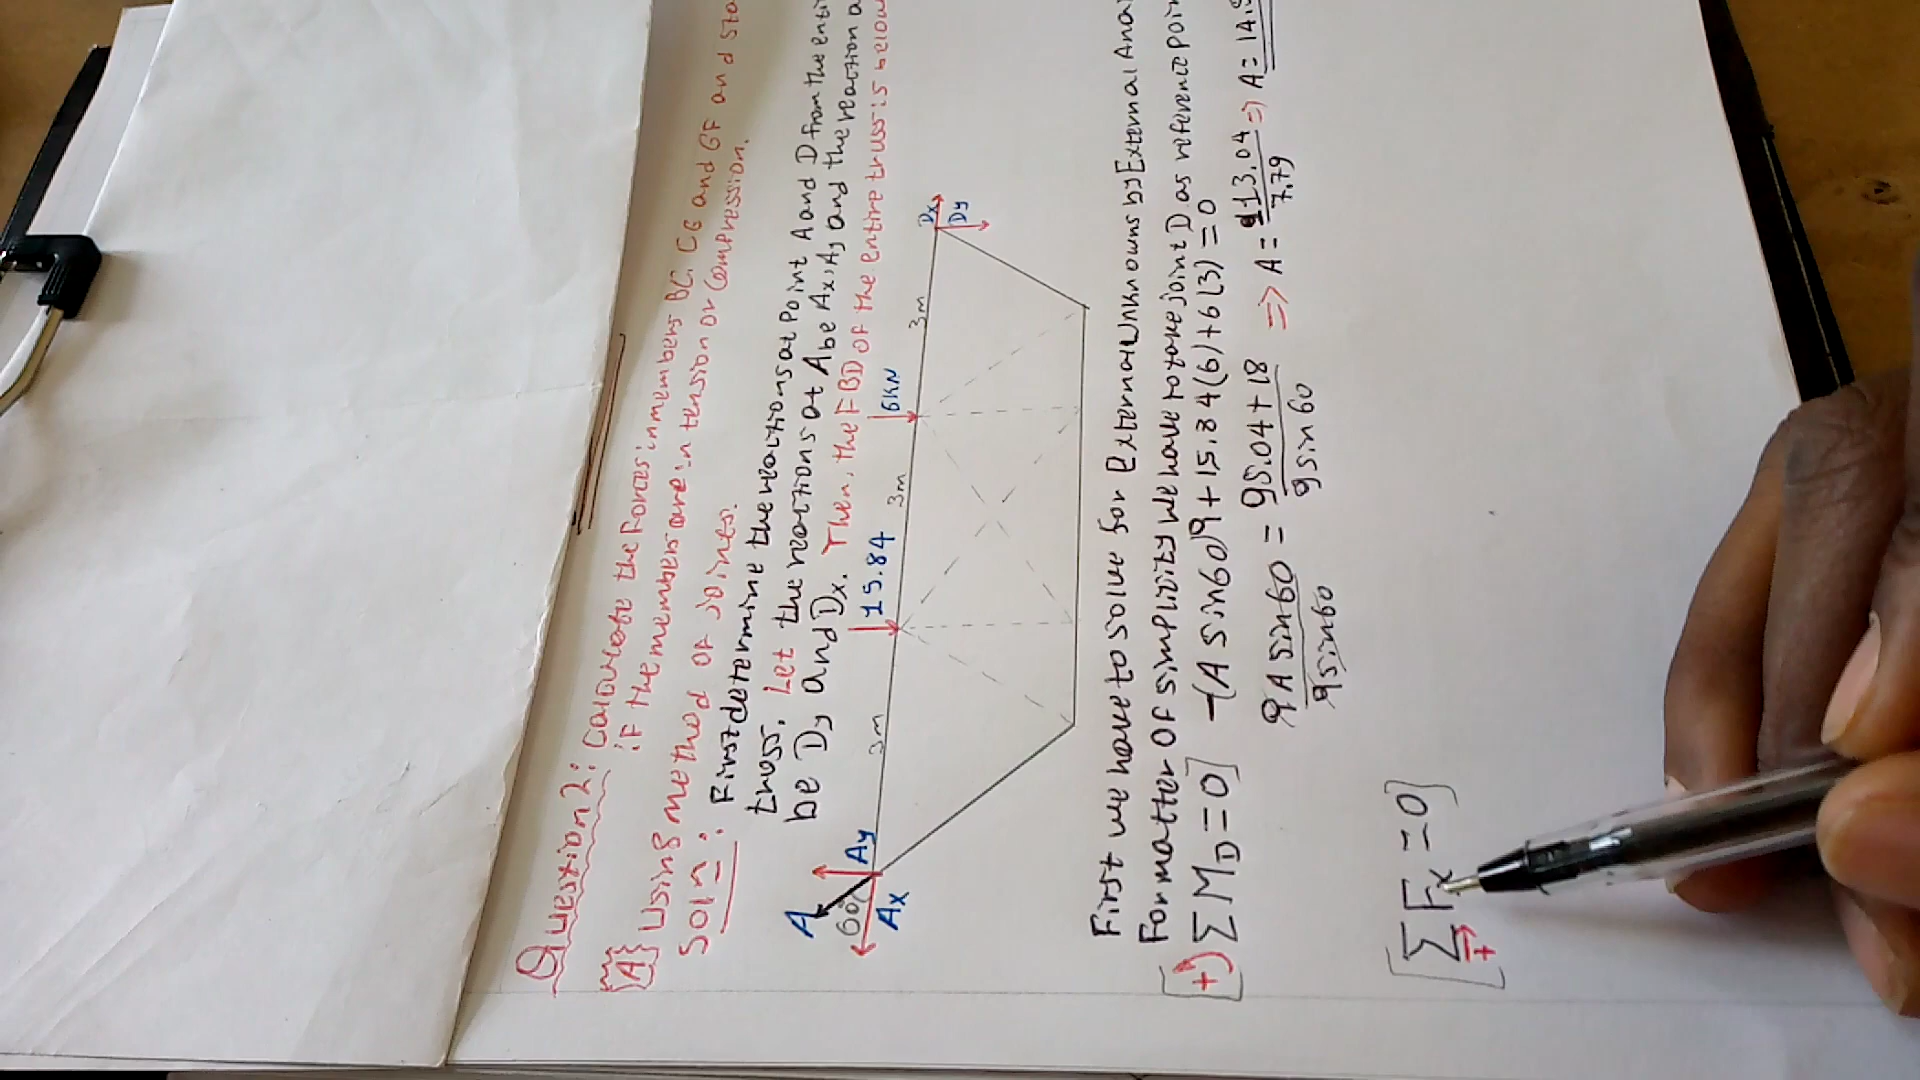 Question 2: Calculate the forces in members BC, CG and GF and sta
if the members are in tension or compression.
[A] Using method of joints.
Soln: First determine the reactions at point A and D from the enti
truss. Let the reactions at A be Ax, Ay and the reaction a
be Dy and Dx. Then, the FBD of the entire truss is below
A
60°
Ay
Ax
15.84
6KN
Dx
Dy
3m
3m
3m
First we have to solve for external unknowns by External Anal
For matter of simplicity we have to take joint D as reference poin
[+) ΣM_D = 0] -(A sin60)9 + 15.84(6) + 6(3) = 0
9A sin60 / 9 sin60 = 95.04 + 18 / 9 sin 60 => A = 113.04 / 7.79 => A = 14.5
[ΣFx = 0]
+